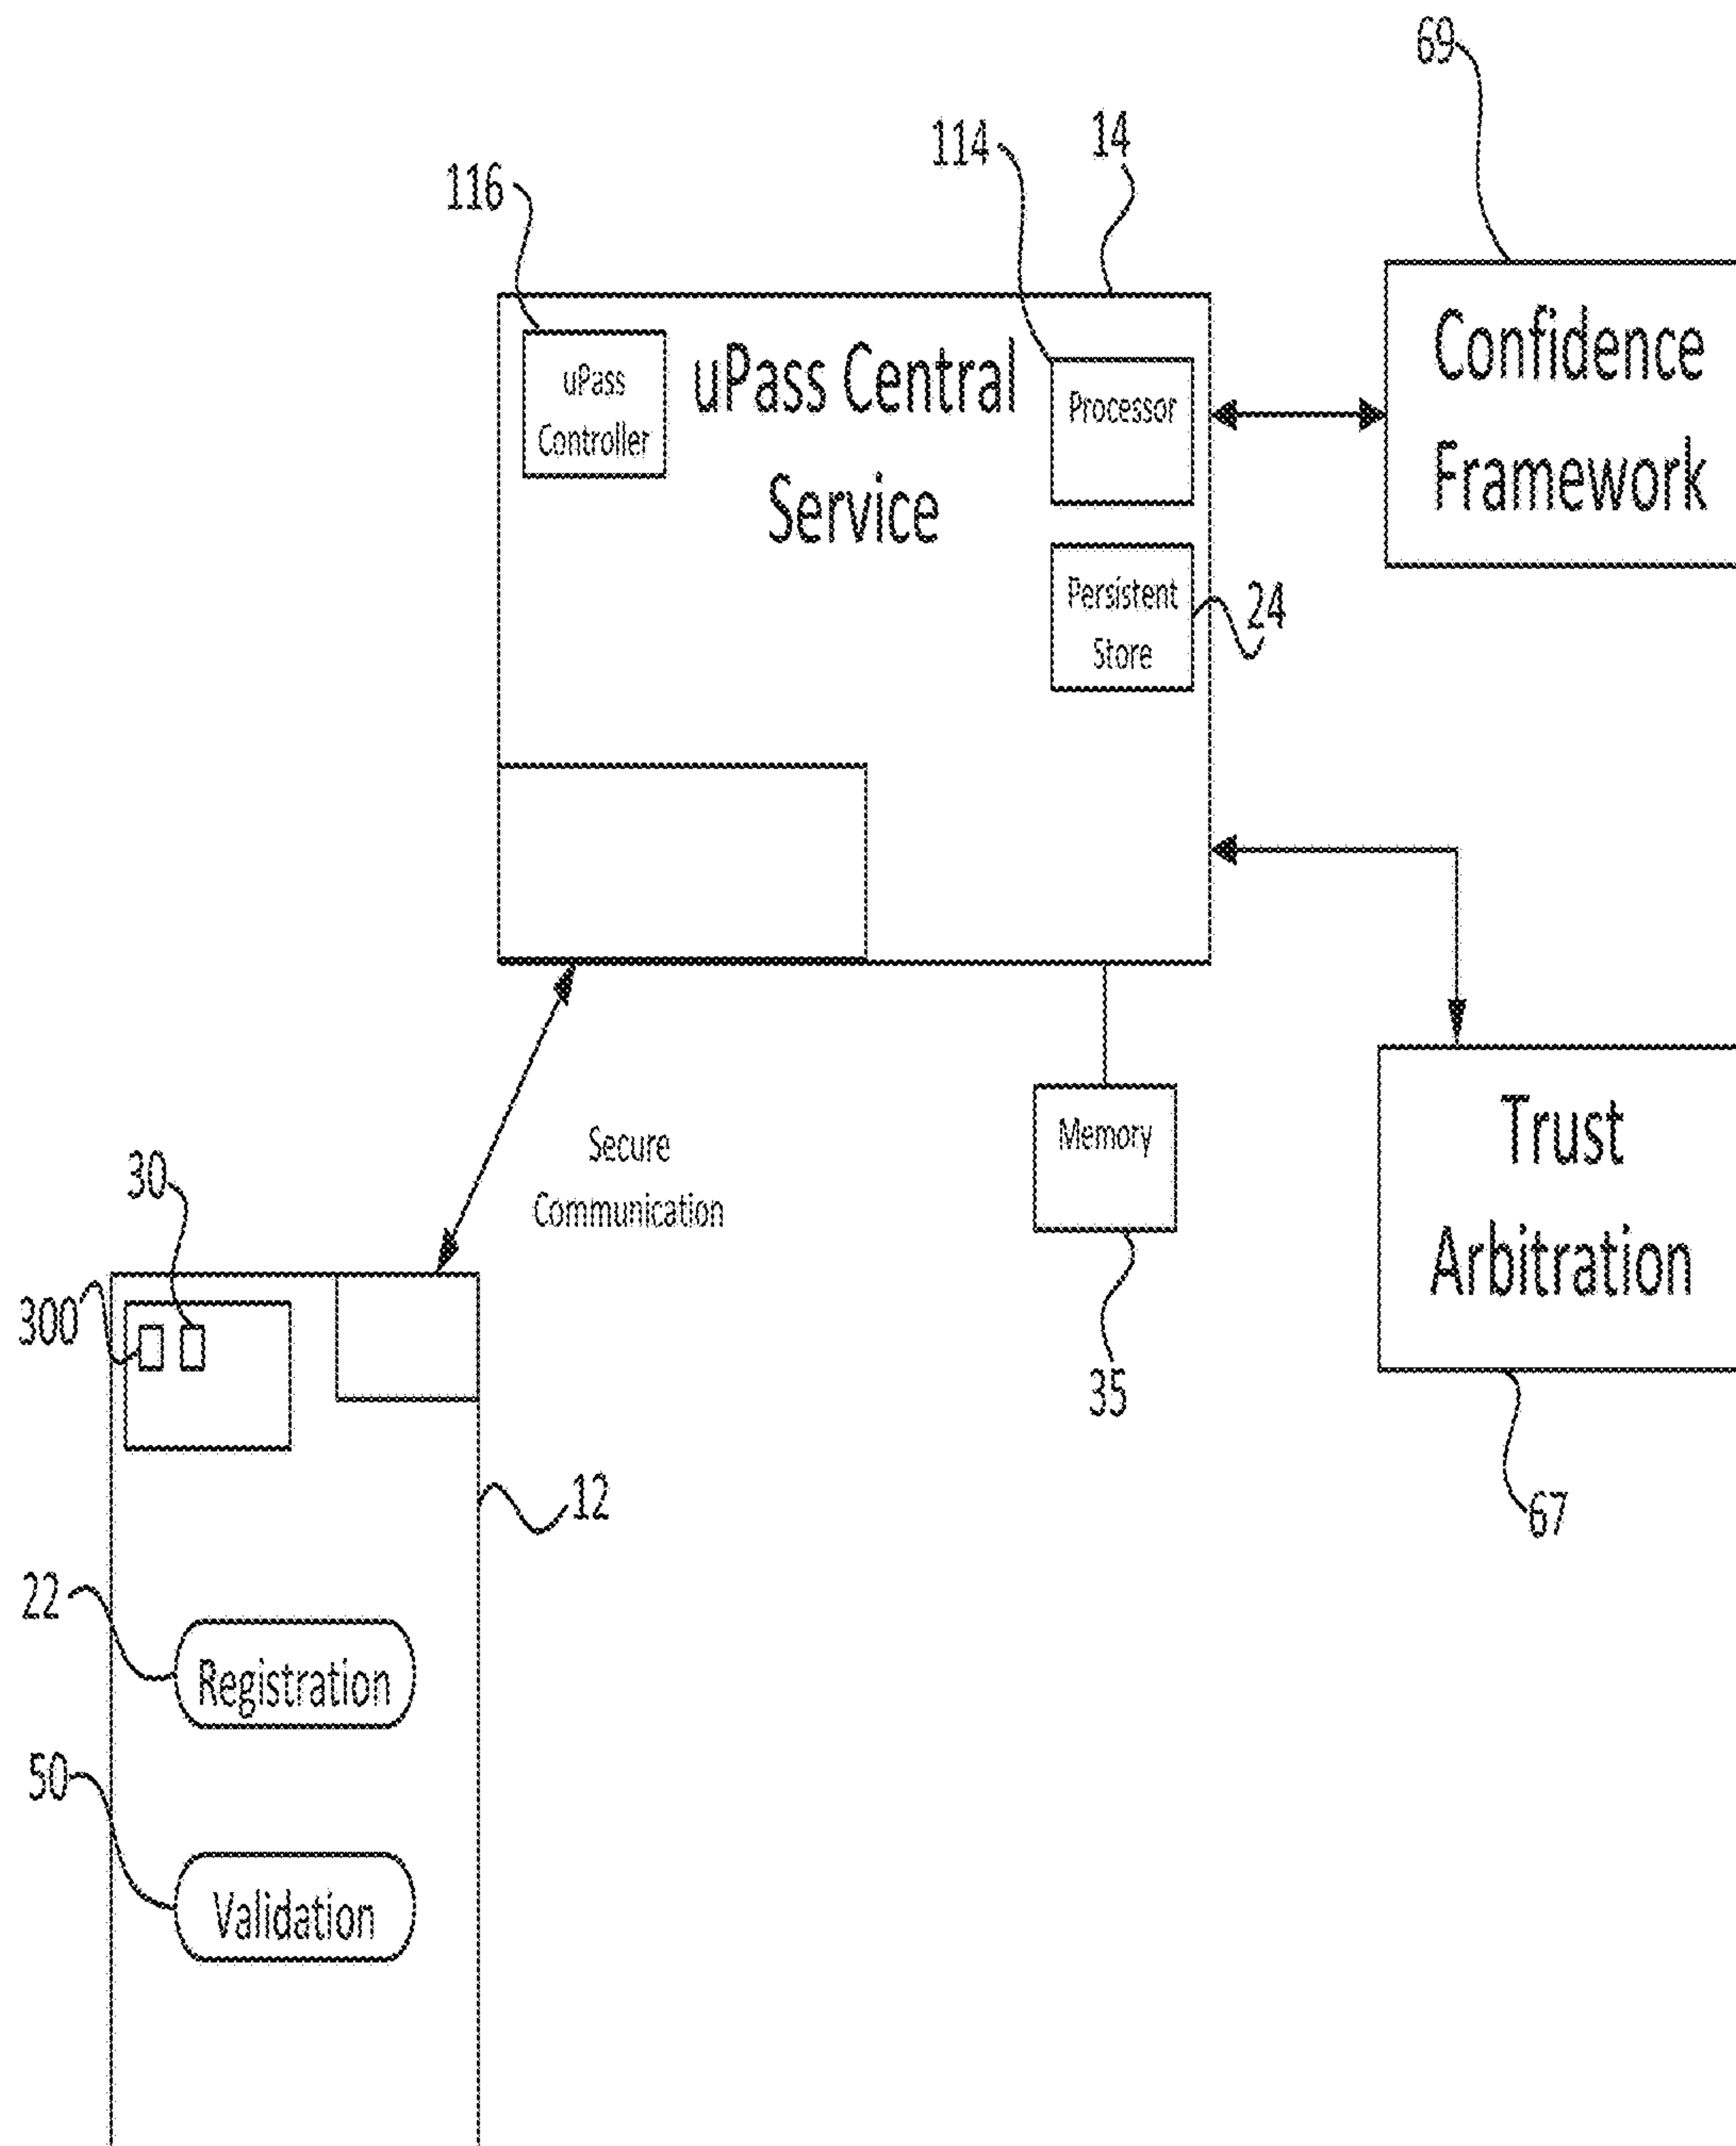 69
14
114
116
uPass
Controller
uPass Central
Service
Processor
Confidence
Framework
Persistent
Store
24
Secure
Communication
Memory
Trust
Arbitration
30
300
35
12
67
22
Registration
50
Validation